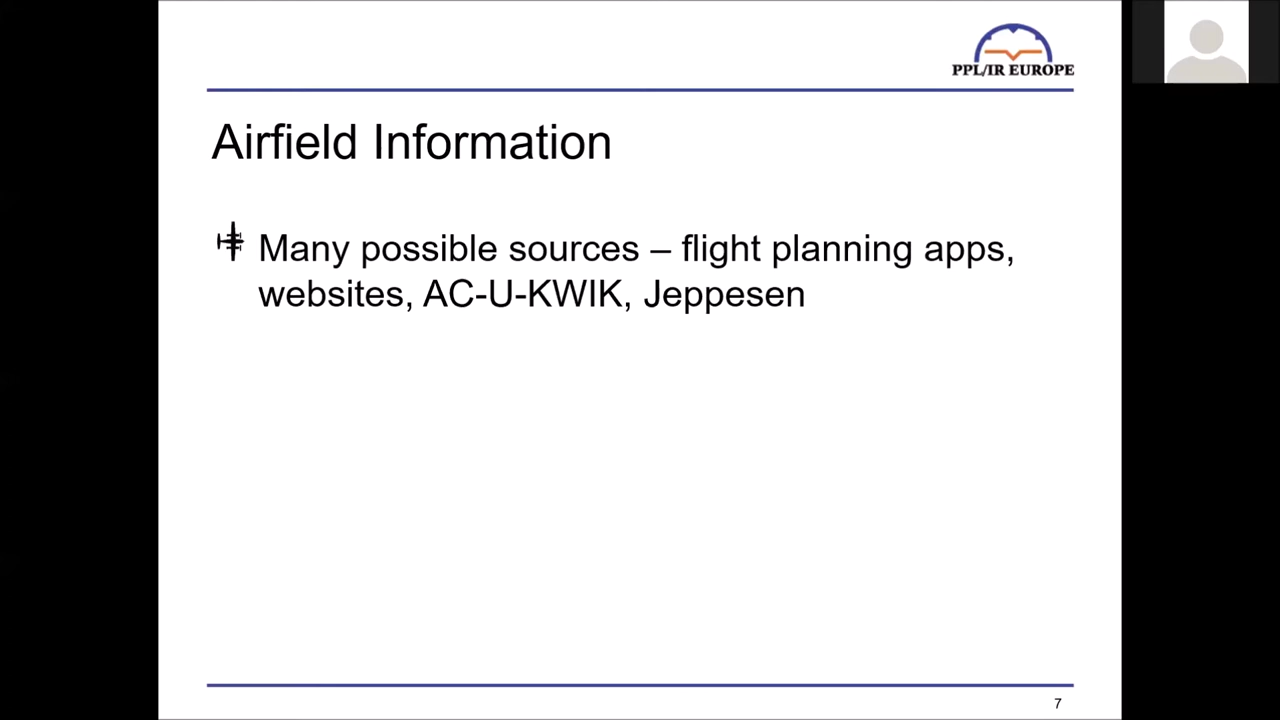 PPL/IR EUROPE
Airfield Information
Many possible sources – flight planning apps,
websites, AC-U-KWIK, Jeppesen
7